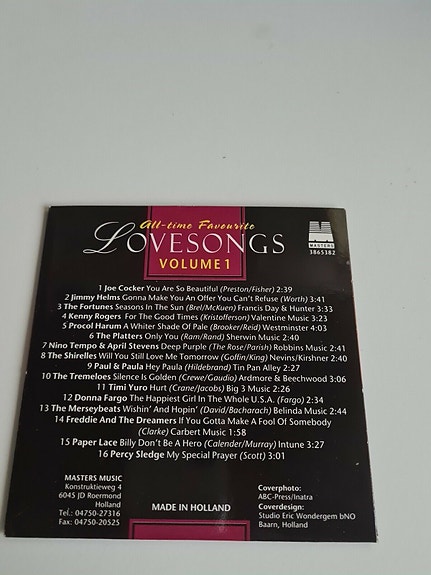 All-time Favourite
LOVESONGS
VOLUME 1
MASTERS
3865382
1 Joe Cocker You Are So Beautiful (Preston/Fisher) 2:39
2 Jimmy Helms Gonna Make You An Offer You Can't Refuse (Worth) 3:41
3 The Fortunes Seasons In The Sun (Brel/McKuen) Francis Day & Hunter 3:33
4 Kenny Rogers For The Good Times (Kristofferson) Valentine Music 3:23
5 Procol Harum A Whiter Shade Of Pale (Brooker/Reid) Westminster 4:03
6 The Platters Only You (Ram/Rand) Sherwin Music 2:40
7 Nino Tempo & April Stevens Deep Purple (The Rose/Parish) Robbins Music 2:41
8 The Shirelles Will You Still Love Me Tomorrow (Goffin/King) Nevins/Kirshner 2:40
9 Paul & Paula Hey Paula (Hildebrand) Tin Pan Alley 2:27
10 The Tremeloes Silence Is Golden (Crewe/Gaudio) Ardmore & Beechwood 3:06
11 Timi Yuro Hurt (Crane/Jacobs) Big 3 Music 2:26
12 Donna Fargo The Happiest Girl In The Whole U.S.A. (Fargo) 2:34
13 The Merseybeats Wishin' And Hopin' (David/Bacharach) Belinda Music 2:44
14 Freddie And The Dreamers If You Gotta Make A Fool Of Somebody
(Clarke) Carbert Music 1:58
15 Paper Lace Billy Don't Be A Hero (Calender/Murray) Intune 3:27
16 Percy Sledge My Special Prayer (Scott) 3:01
MASTERS MUSIC
Konstruktieweg 4
6045 JD Roermond
Holland
Tel.: 04750-27316
Fax: 04750-20525
MADE IN HOLLAND
Coverphoto:
ABC-Press/Inatra
Coverdesign:
Studio Eric Wondergem bNO
Baarn, Holland